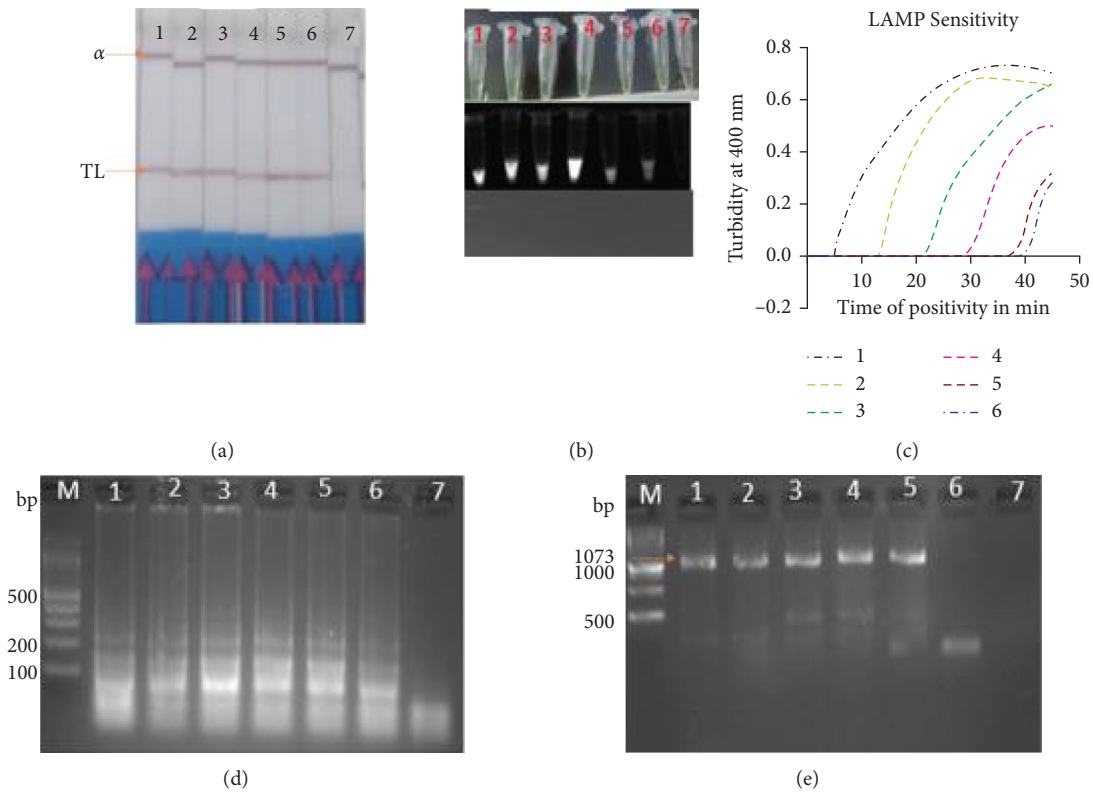 1 2 3 4 5 6 7
α
TL
(a)
1 2 3 4 5 6 7
(b)
LAMP Sensitivity
Turbidity at 400 nm
0.8
0.6
0.4
0.2
0.0
–0.2
10 20 30 40 50
Time of positivity in min
1 4
2 5
3 6
(c)
bp
M 1 2 3 4 5 6 7
500
200
100
(d)
bp
M 1 2 3 4 5 6 7
1073
1000
500
(e)